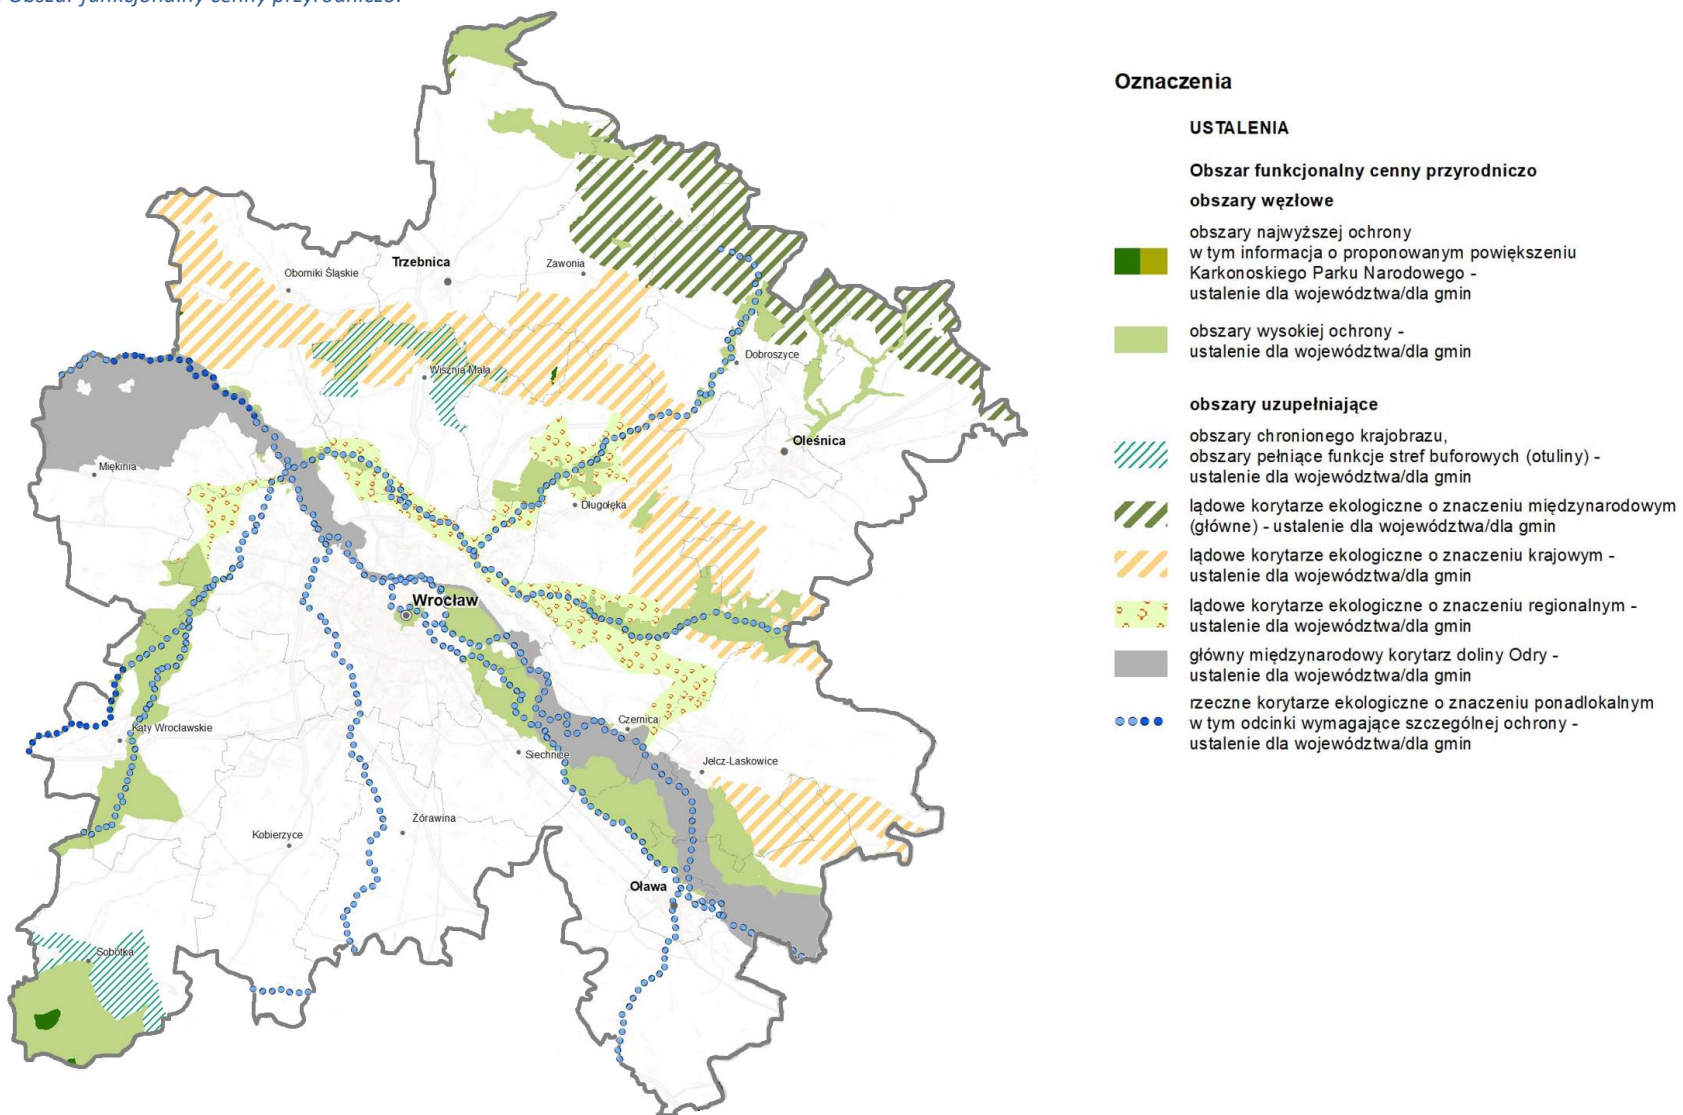 Obszar funkcjonalny cenny przyrodniczo.
Oznaczenia
USTALENIA
Obszar funkcjonalny cenny przyrodniczo
obszary węzłowe
obszary najwyższej ochrony
w tym informacja o proponowanym powiększeniu
Karkonoskiego Parku Narodowego -
ustalenie dla województwa/dla gmin
obszary wysokiej ochrony -
ustalenie dla województwa/dla gmin
obszary uzupełniające
obszary chronionego krajobrazu,
obszary pełniące funkcje stref buforowych (otuliny) -
ustalenie dla województwa/dla gmin
lądowe korytarze ekologiczne o znaczeniu międzynarodowym
(główne) - ustalenie dla województwa/dla gmin
lądowe korytarze ekologiczne o znaczeniu krajowym -
ustalenie dla województwa/dla gmin
lądowe korytarze ekologiczne o znaczeniu regionalnym -
ustalenie dla województwa/dla gmin
główny międzynarodowy korytarz doliny Odry -
ustalenie dla województwa/dla gmin
rzeczne korytarze ekologiczne o znaczeniu ponadlokalnym
w tym odcinki wymagające szczególnej ochrony -
ustalenie dla województwa/dla gmin
Trzebnica
Zawonia
Oborniki Śląskie
Dobroszyce
Wisznia Mała
Oleśnica
Miękinia
Długołęka
Wrocław
Kąty Wrocławskie
Czernica
Siechnice
Jelcz-Laskowice
Żórawina
Kobierzyce
Oława
Sobótka